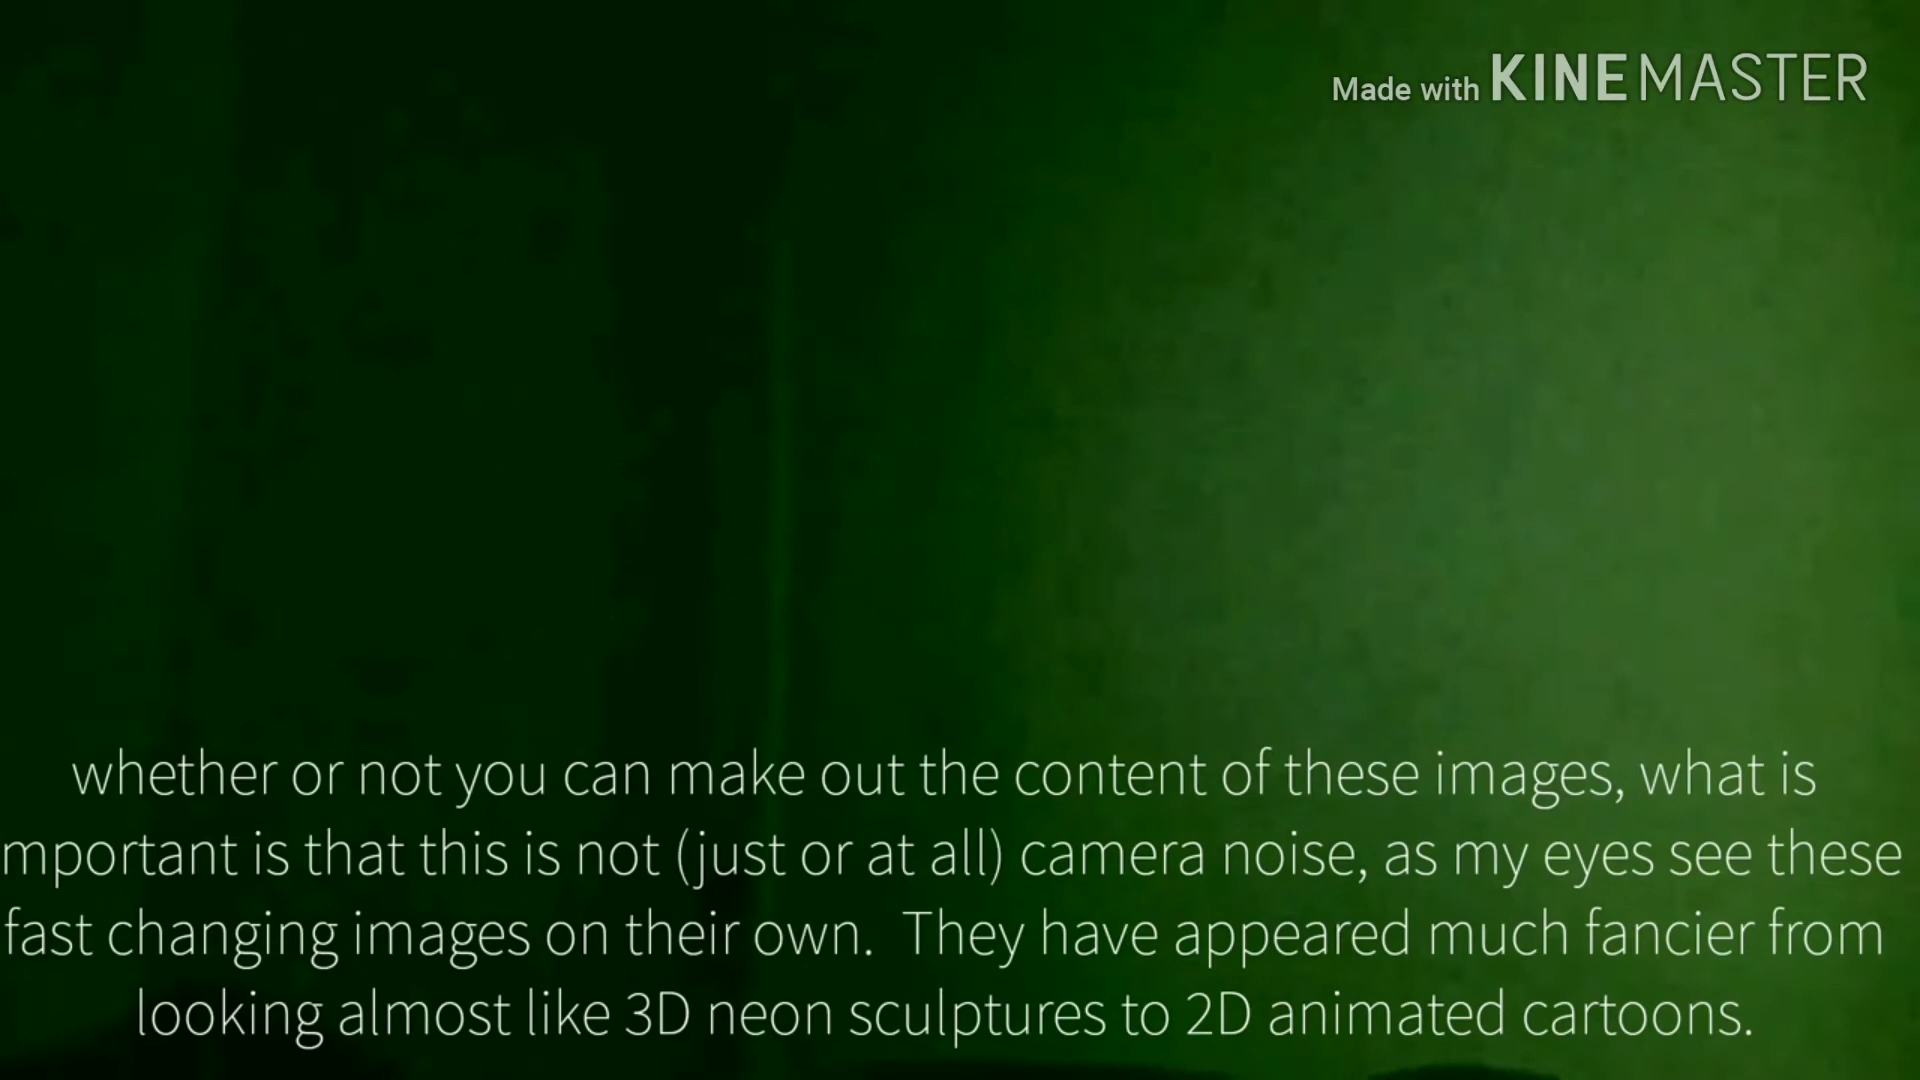 Made with KINEMASTER
whether or not you can make out the content of these images, what is
mportant is that this is not (just or at all) camera noise, as my eyes see these
fast changing images on their own.  They have appeared much fancier from
looking almost like 3D neon sculptures to 2D animated cartoons.